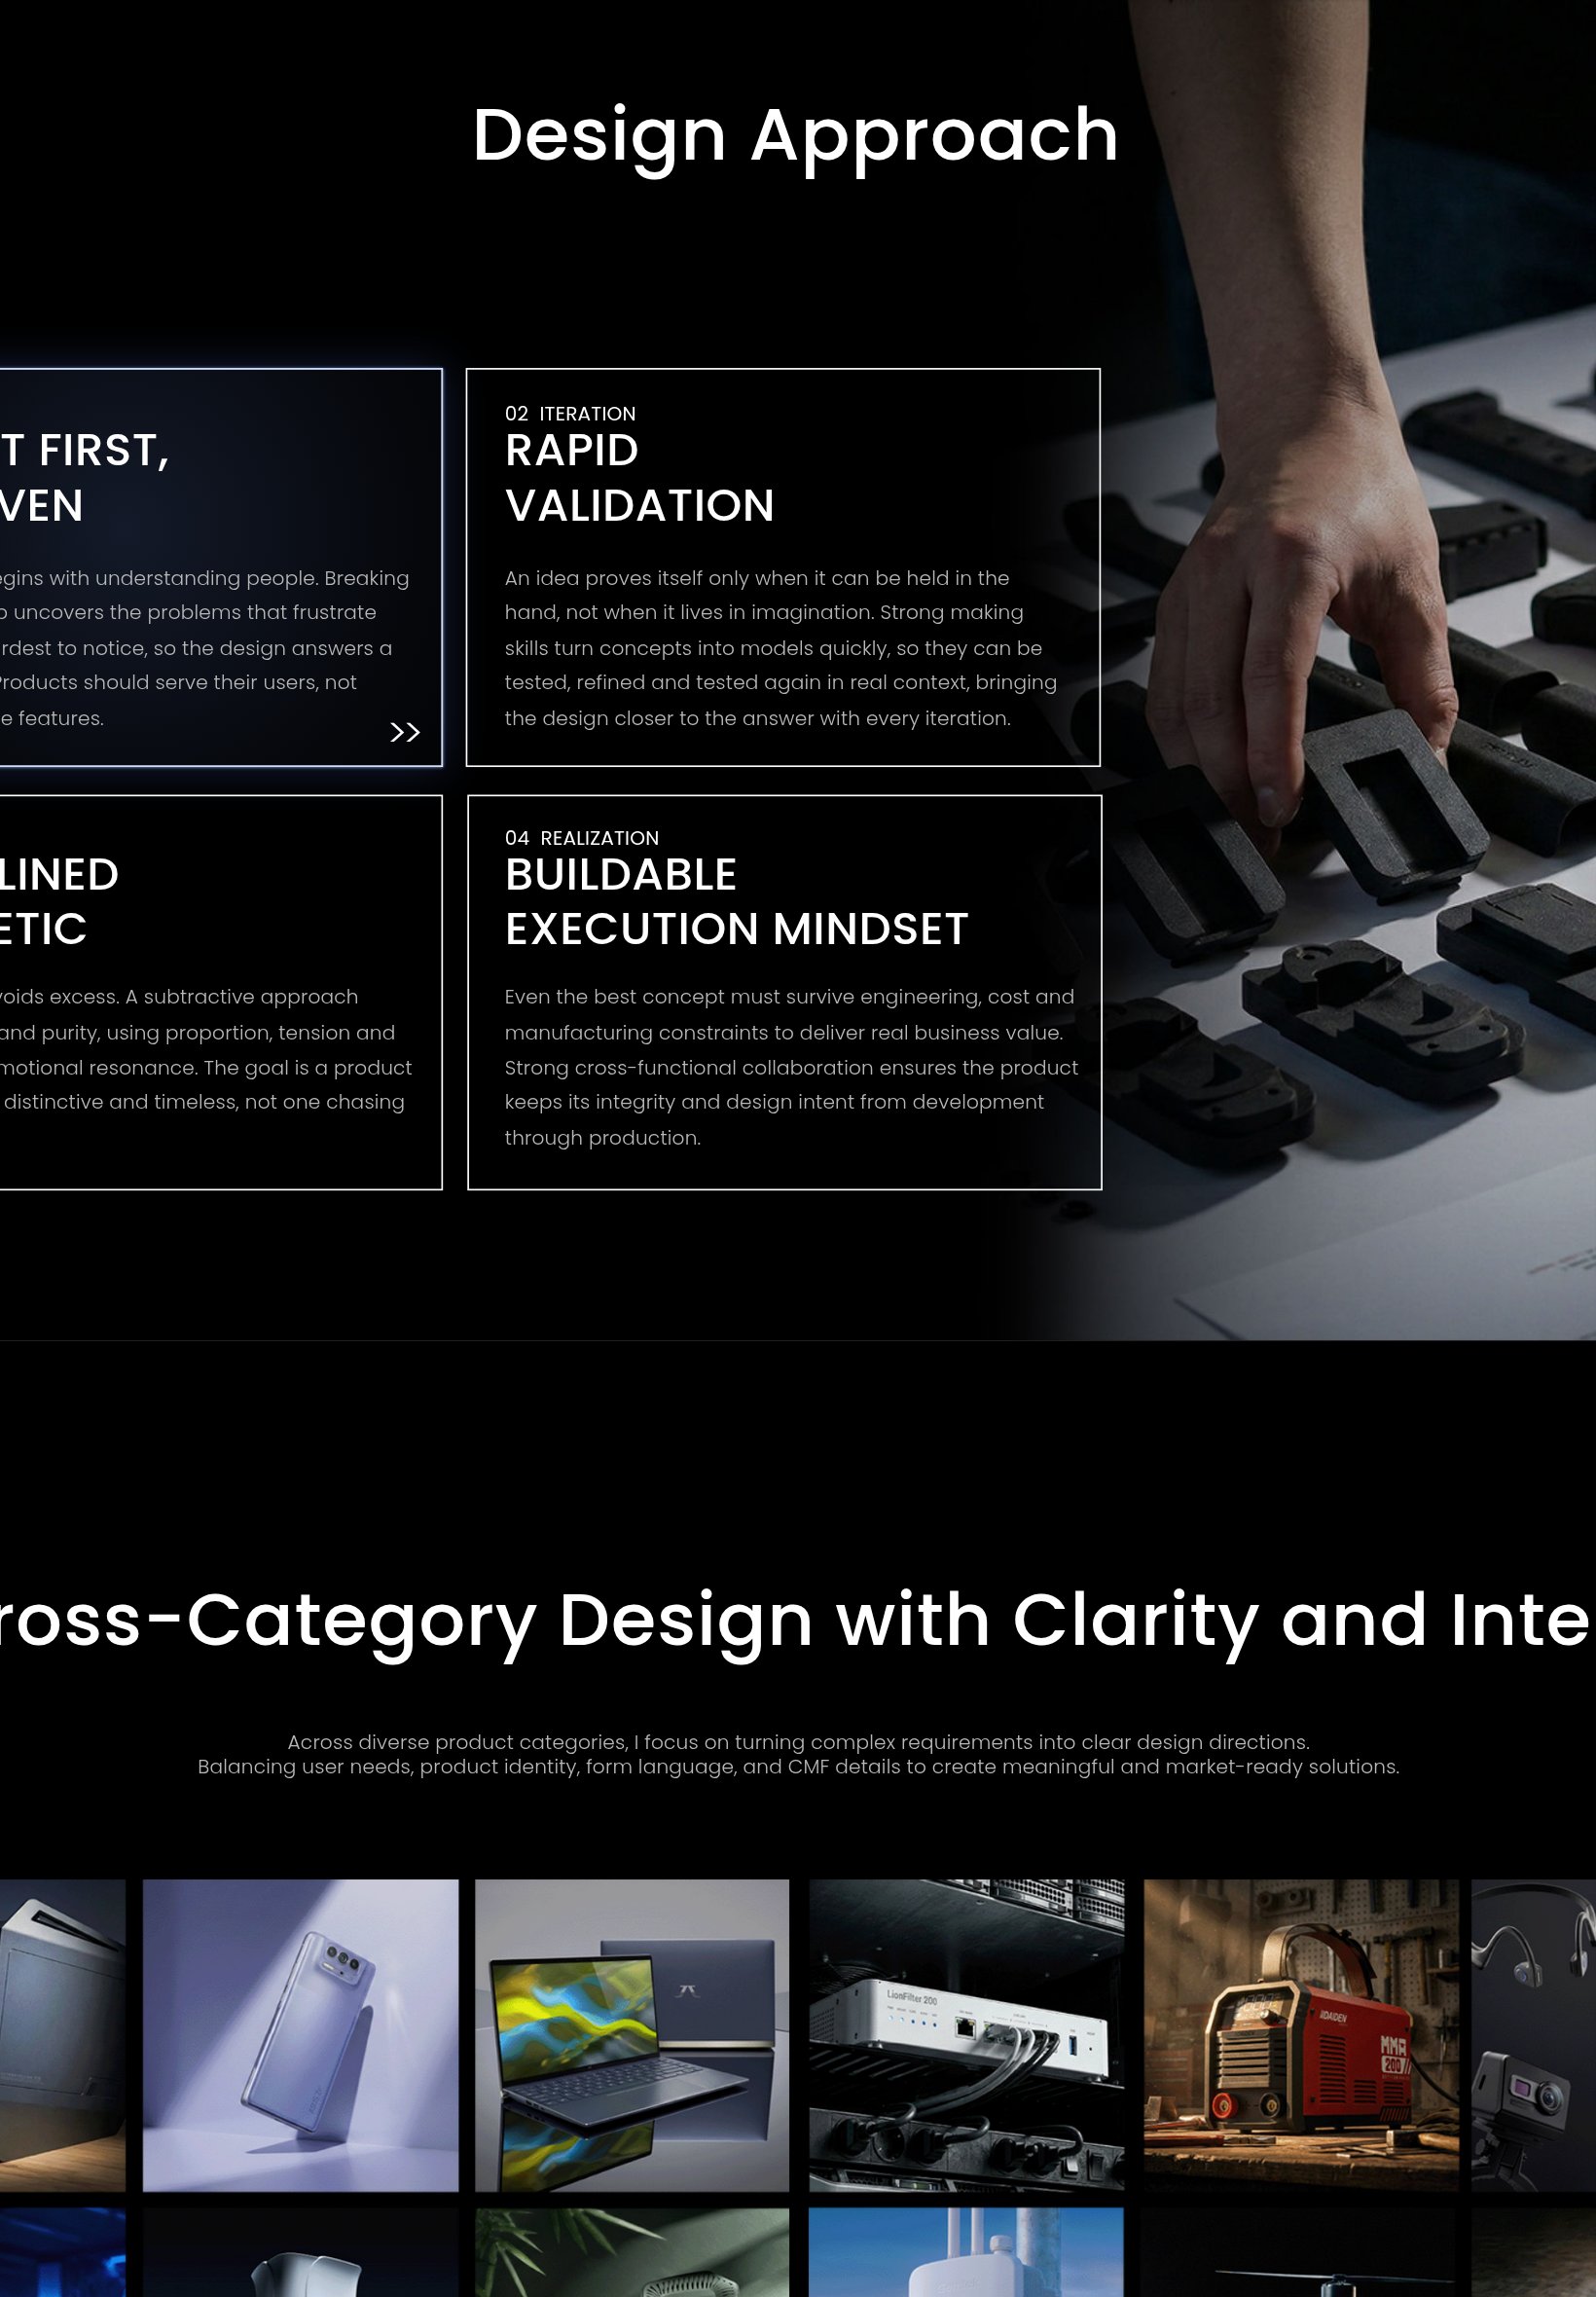 Design Approach
T FIRST,
VEN
egins with understanding people. Breaking
uncovers the problems that frustrate
rdest to notice, so the design answers a
Products should serve their users, not
e features.
>>
02 ITERATION
RAPID
VALIDATION
An idea proves itself only when it can be held in the
hand, not when it lives in imagination. Strong making
skills turn concepts into models quickly, so they can be
tested, refined and tested again in real context, bringing
the design closer to the answer with every iteration.
LINED
ETIC
voids excess. A subtractive approach
and purity, using proportion, tension and
motional resonance. The goal is a product
distinctive and timeless, not one chasing
04 REALIZATION
BUILDABLE
EXECUTION MINDSET
Even the best concept must survive engineering, cost and
manufacturing constraints to deliver real business value.
Strong cross-functional collaboration ensures the product
keeps its integrity and design intent from development
through production.
ross-Category Design with Clarity and Inte
Across diverse product categories, I focus on turning complex requirements into clear design directions.
Balancing user needs, product identity, form language, and CMF details to create meaningful and market-ready solutions.
LionFilter 200
DAIDEN
MMA
200